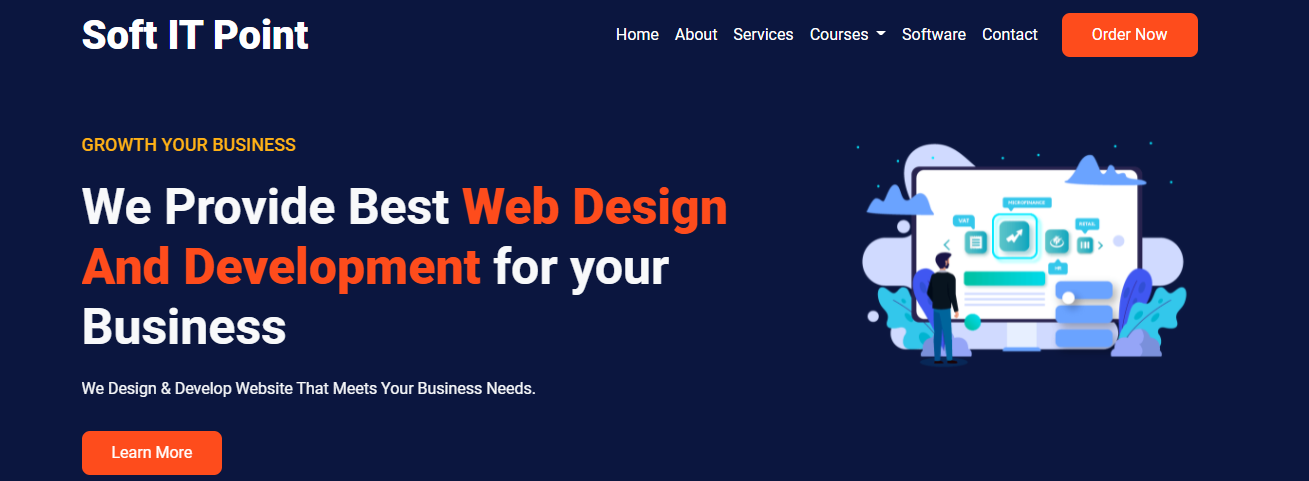 Soft IT Point
Home About Services Courses Software Contact Order Now
GROWTH YOUR BUSINESS
We Provide Best Web Design
And Development for your
Business
We Design & Develop Website That Meets Your Business Needs.
Learn More
MICROFINANCE
VAT
RETAIL
HR